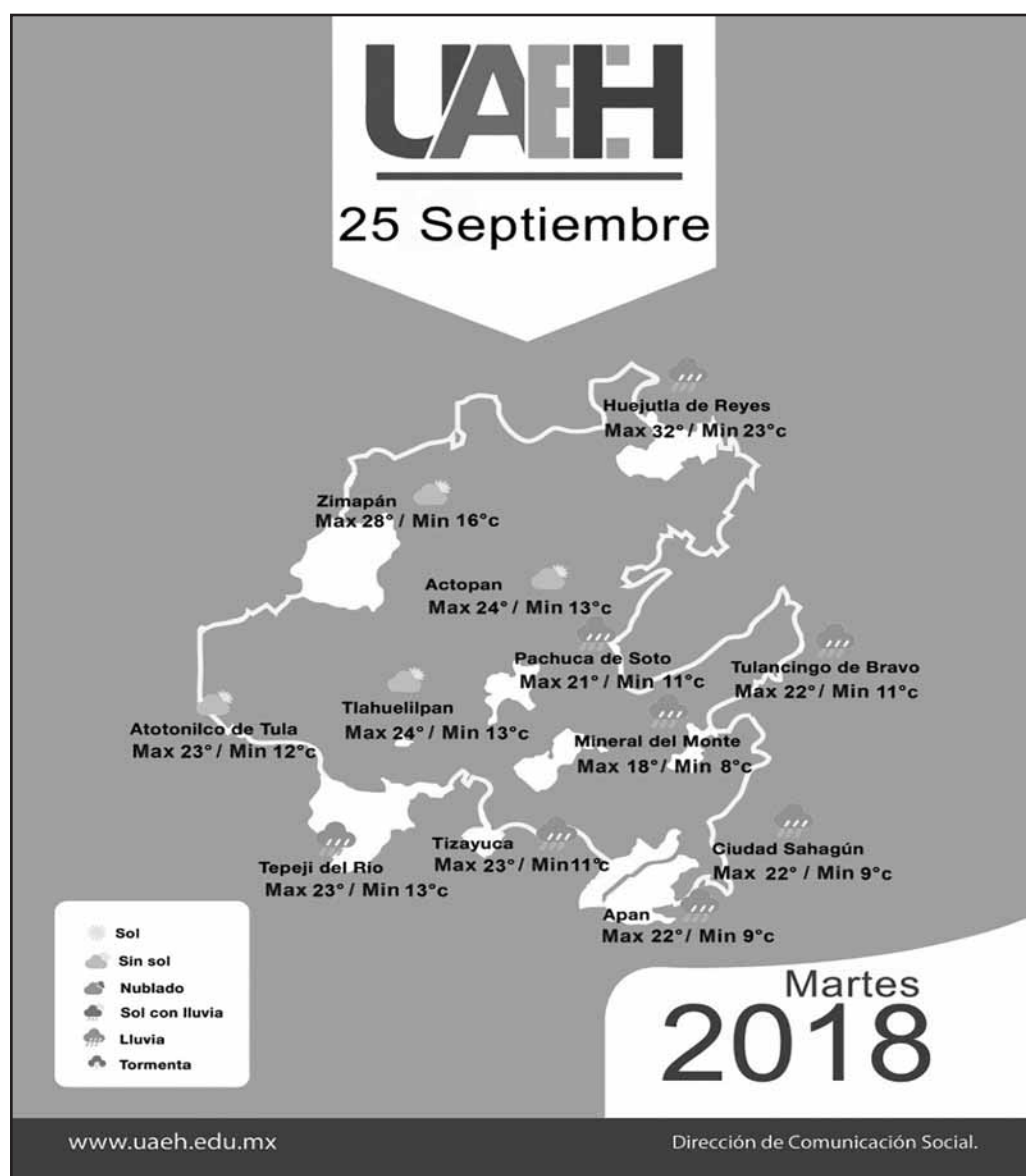 UAEH
25 Septiembre
Huejutla de Reyes
Max 32° / Min 23°c
Zimapán
Max 28° / Min 16°c
Actopan
Max 24° / Min 13°c
Pachuca de Soto
Max 21° / Min 11°c
Tulancingo de Bravo
Max 22° / Min 11°c
Tlahuelilpan
Max 24° / Min 13°c
Atotonilco de Tula
Max 23° / Min 12°c
Mineral del Monte
Max 18° / Min 8°c
Tizayuca
Max 23° / Min 11°c
Ciudad Sahagún
Max 22° / Min 9°c
Tepeji del Río
Max 23° / Min 13°c
Apan
Max 22° / Min 9°c
Sol
Sin sol
Nublado
Sol con lluvia
Lluvia
Tormenta
Martes
2018
www.uaeh.edu.mx
Dirección de Comunicación Social.